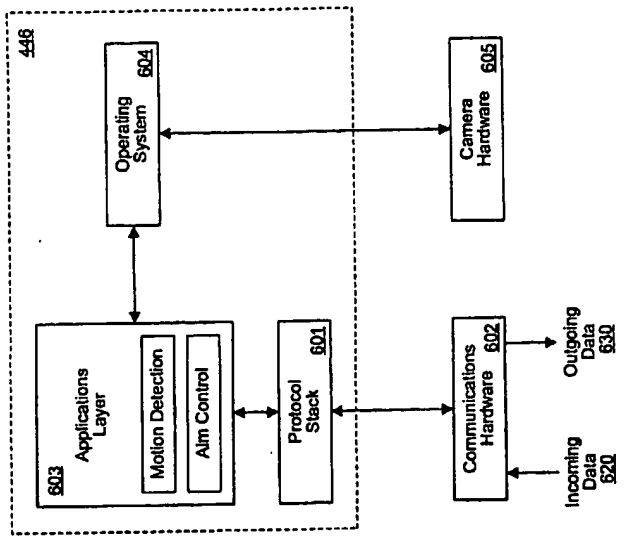 446
603
Applications
Layer
Motion Detection
Aim Control
Operating
System
604
Protocol
Stack
601
Communications
Hardware
602
Camera
Hardware
605
Incoming
Data
620
Outgoing
Data
630